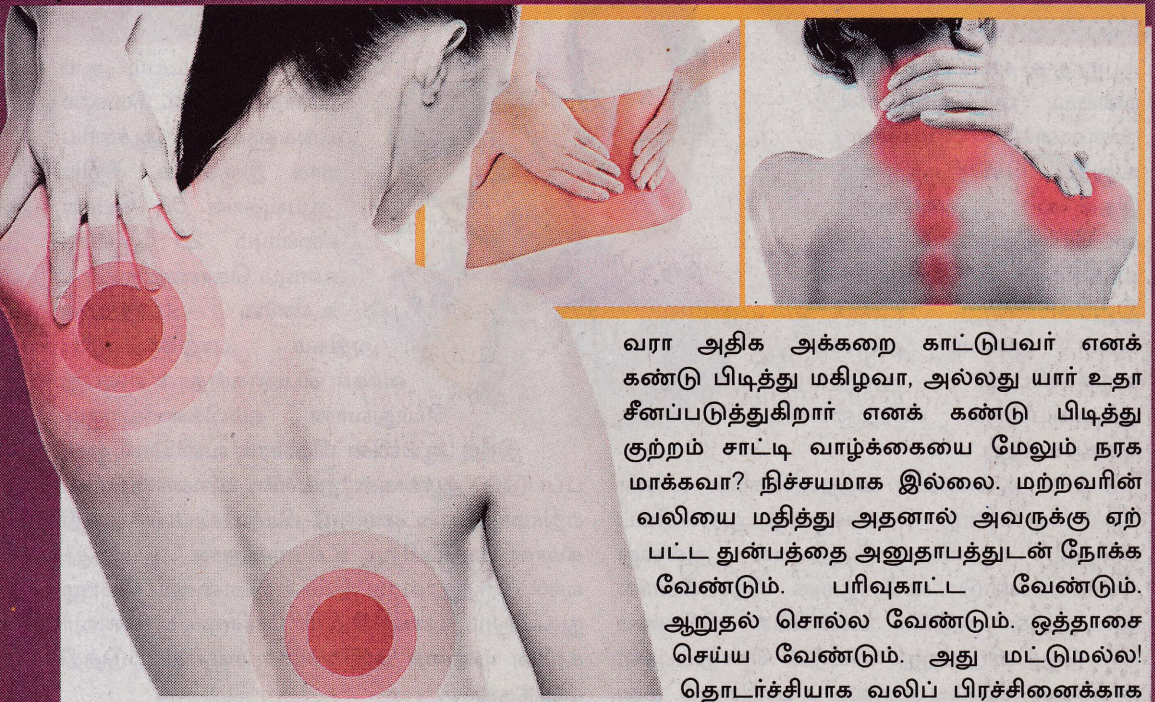 வரா அதிக அக்கறை காட்டுபவர் எனக்
கண்டு பிடித்து மகிழவா, அல்லது யார் உதா
சீனப்படுத்துகிறார் எனக் கண்டு பிடித்து
குற்றம் சாட்டி வாழ்க்கையை மேலும் நரக
மாக்கவா? நிச்சயமாக இல்லை. மற்றவரின்
வலியை மதித்து அதனால் அவருக்கு ஏற்
பட்ட துன்பத்தை அனுதாபத்துடன் நோக்க
வேண்டும். பரிவுகாட்ட வேண்டும்.
ஆறுதல் சொல்ல வேண்டும். ஒத்தாசை
செய்ய வேண்டும். அது மட்டுமல்ல!
தொடர்ச்சியாக வலிப் பிரச்சினைக்காக